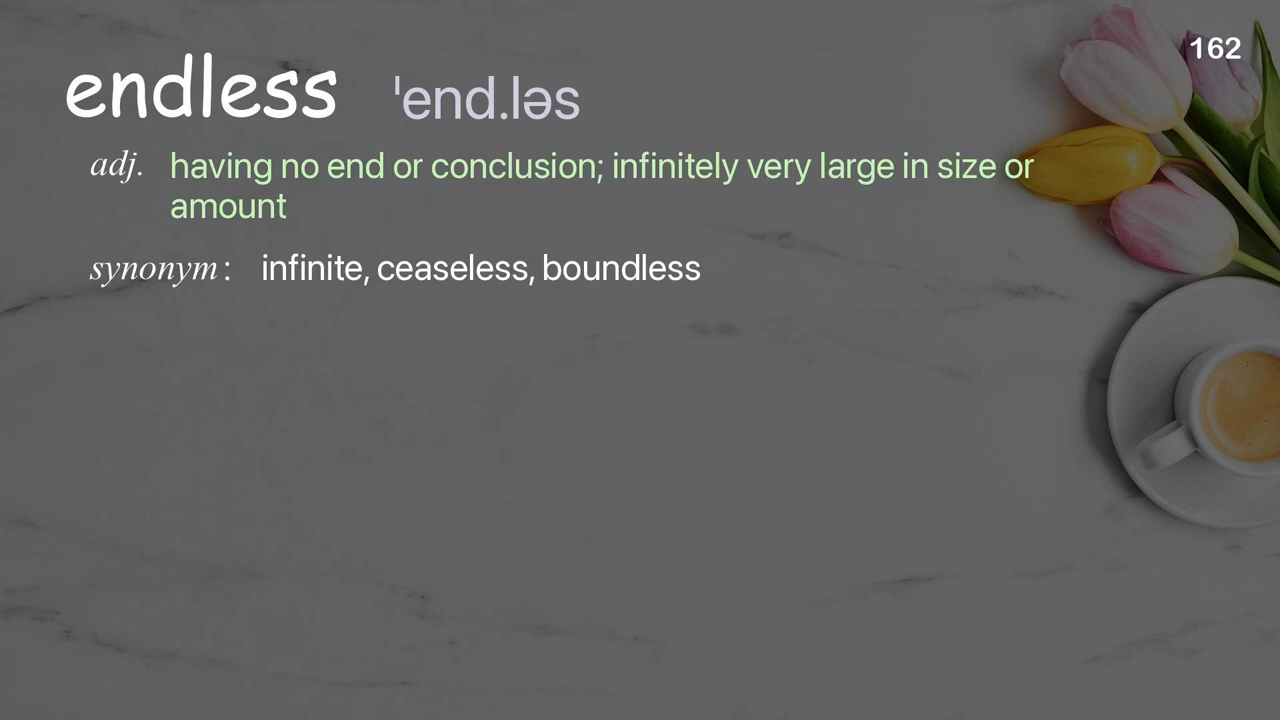 162
endless ˈend.ləs
adj. having no end or conclusion; infinitely very large in size or
amount
synonym: infinite, ceaseless, boundless